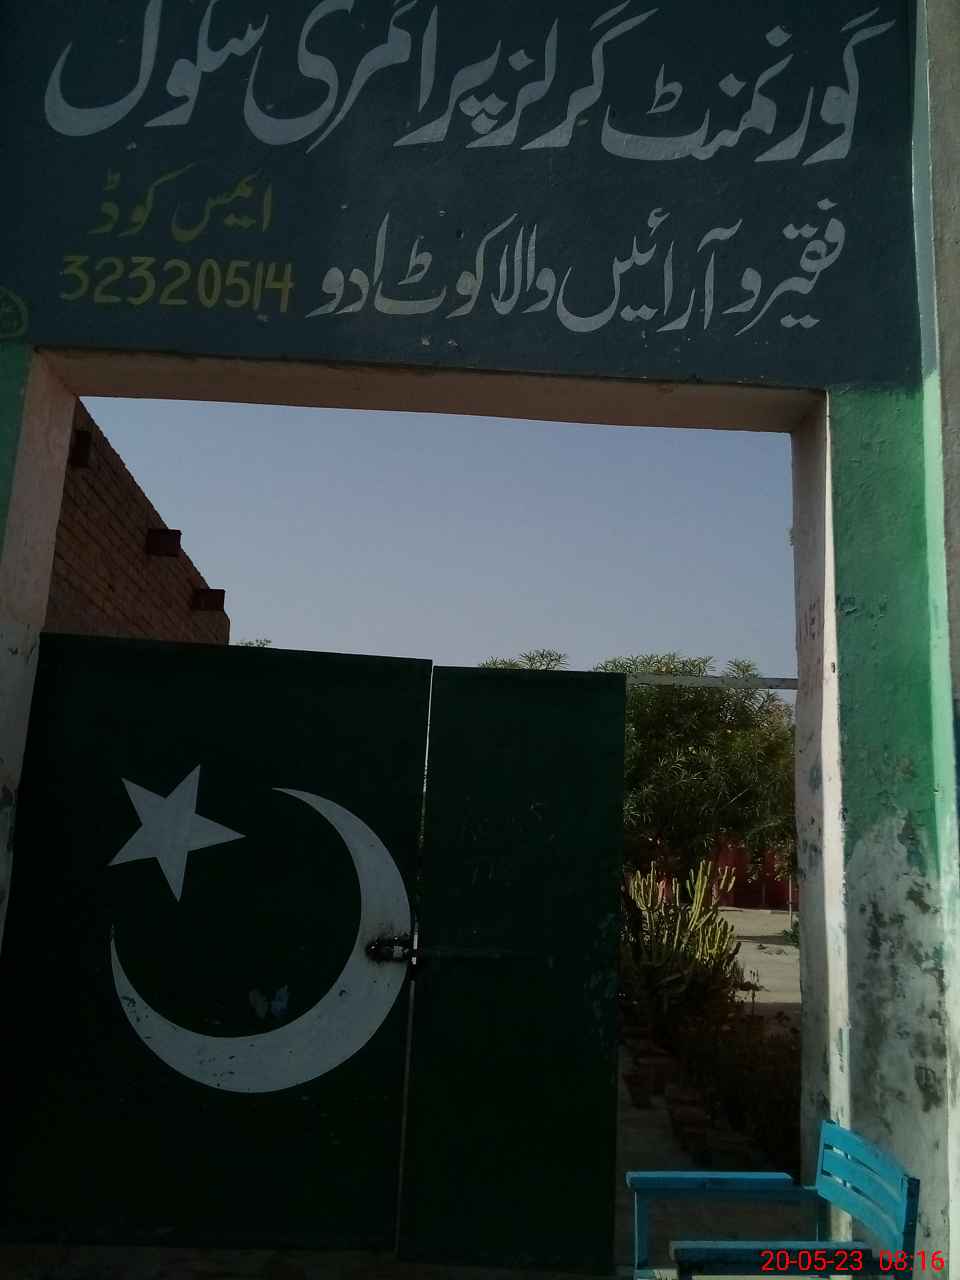 گورنمنٹ گرلز پرائمری سکول
فقیرو آرائیں والا کوٹ ادو
ایمس کوڈ
32320514
20-05-23 08:16